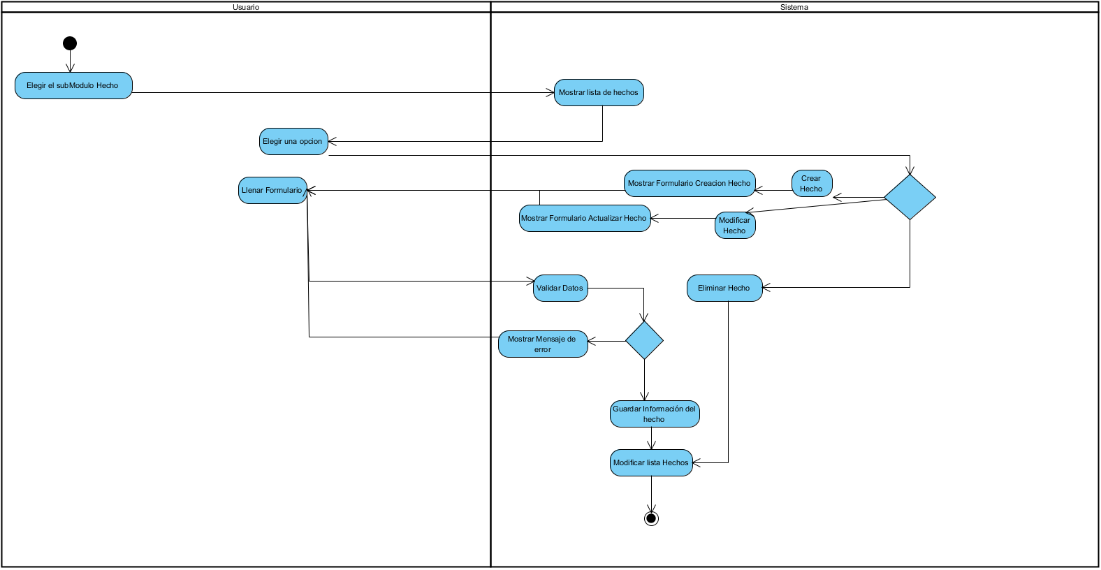 Usuario
Sistema
Elegir el subModulo Hecho
Mostrar lista de hechos
Elegir una opcion
Llenar Formulario
Mostrar Formulario Creacion Hecho
Crear
Hecho
Mostrar Formulario Actualizar Hecho
Modificar
Hecho
Validar Datos
Eliminar Hecho
Mostrar Mensaje de
error
Guardar Información del
hecho
Modificar lista Hechos